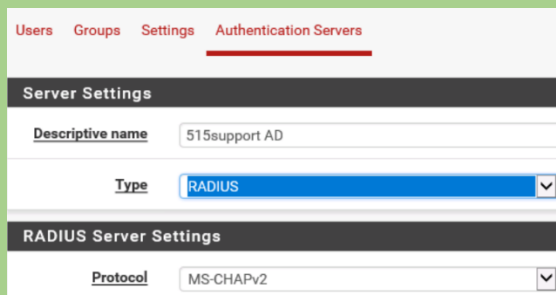 Users Groups Settings Authentication Servers
Server Settings
Descriptive name 515support AD
Type RADIUS
RADIUS Server Settings
Protocol MS-CHAPv2